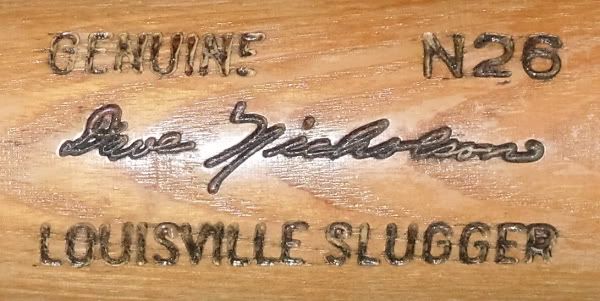 GENUINE N26
Dave Nicholson
LOUISVILLE SLUGGER